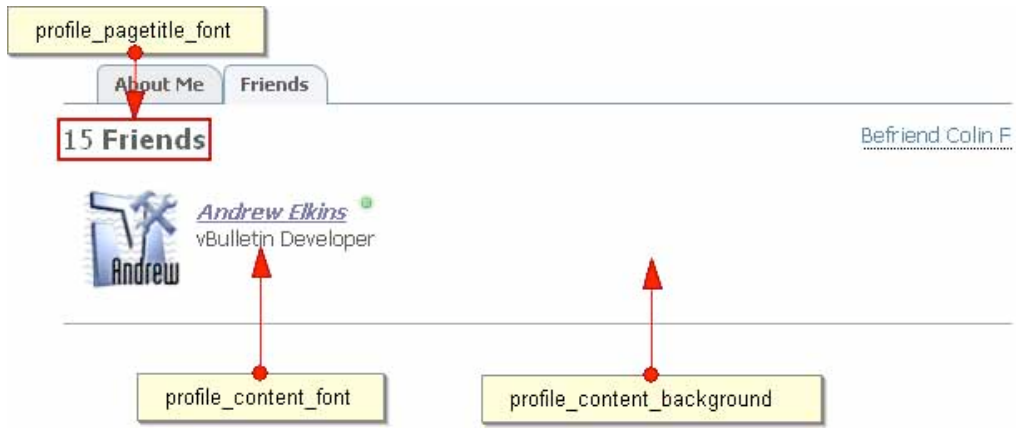 profile_pagetitle_font
About Me Friends
15 Friends Befriend Colin F
Andrew Elkins
vBulletin Developer
Andrew
profile_content_font profile_content_background